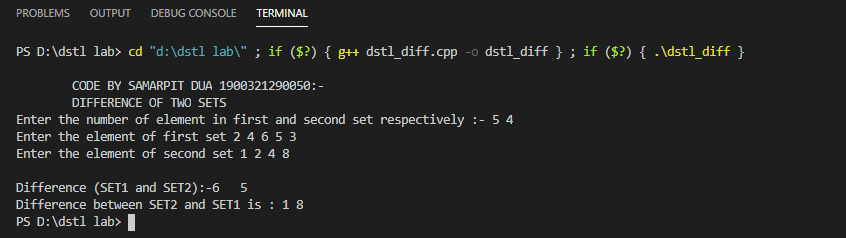 PROBLEMS OUTPUT DEBUG CONSOLE TERMINAL
PS D:\dstl lab> cd "d:\dstl lab\" ; if ($?) { g++ dstl_diff.cpp -o dstl_diff } ; if ($?) { .\dstl_diff }
CODE BY SAMARPIT DUA 1900321290050:-
DIFFERENCE OF TWO SETS
Enter the number of element in first and second set respectively :- 5 4
Enter the element of first set 2 4 6 5 3
Enter the element of second set 1 2 4 8
Difference (SET1 and SET2):-6 5
Difference between SET2 and SET1 is : 1 8
PS D:\dstl lab>